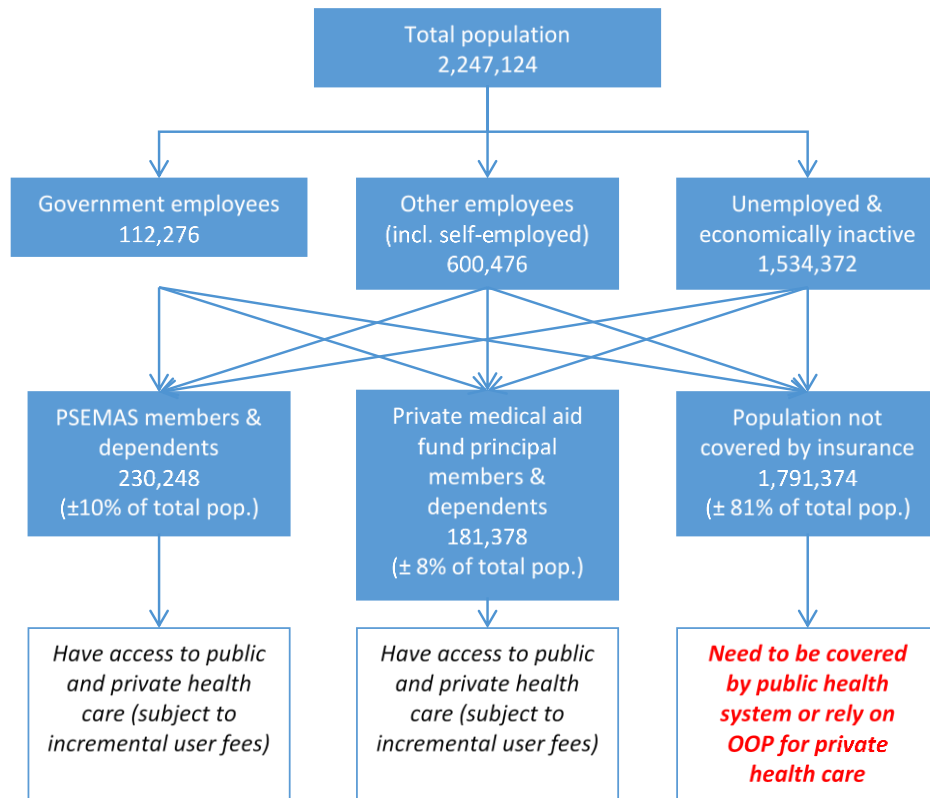 Total population
2,247,124
Government employees
112,276
Other employees
(incl. self-employed)
600,476
Unemployed &
economically inactive
1,534,372
PSEMAS members &
dependents
230,248
(±10% of total pop.)
Private medical aid
fund principal
members &
dependents
181,378
(± 8% of total pop.)
Population not
covered by insurance
1,791,374
(± 81% of total pop.)
Have access to public
and private health
care (subject to
incremental user fees)
Have access to public
and private health
care (subject to
incremental user fees)
Need to be covered
by public health
system or rely on
OOP for private
health care